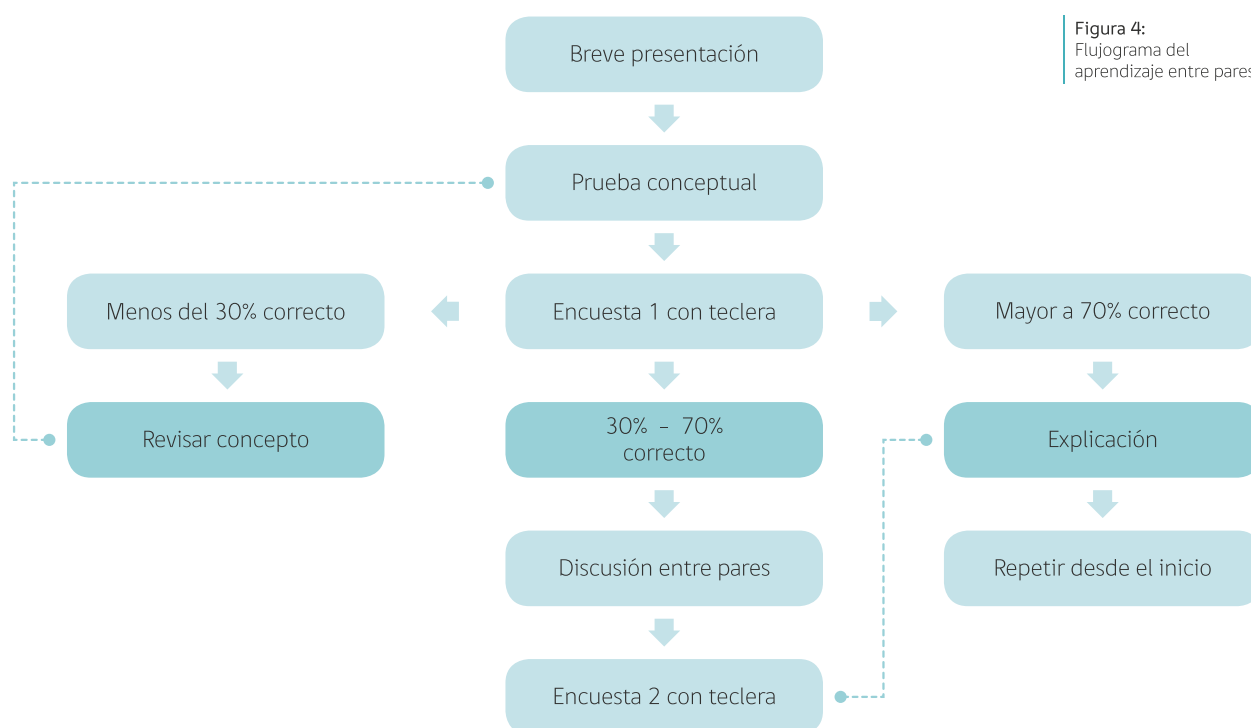 Figura 4:
Flujograma del
aprendizaje entre pares
Breve presentación
Prueba conceptual
Menos del 30% correcto
Encuesta 1 con teclera
Mayor a 70% correcto
Revisar concepto
30% – 70%
correcto
Explicación
Discusión entre pares
Repetir desde el inicio
Encuesta 2 con teclera